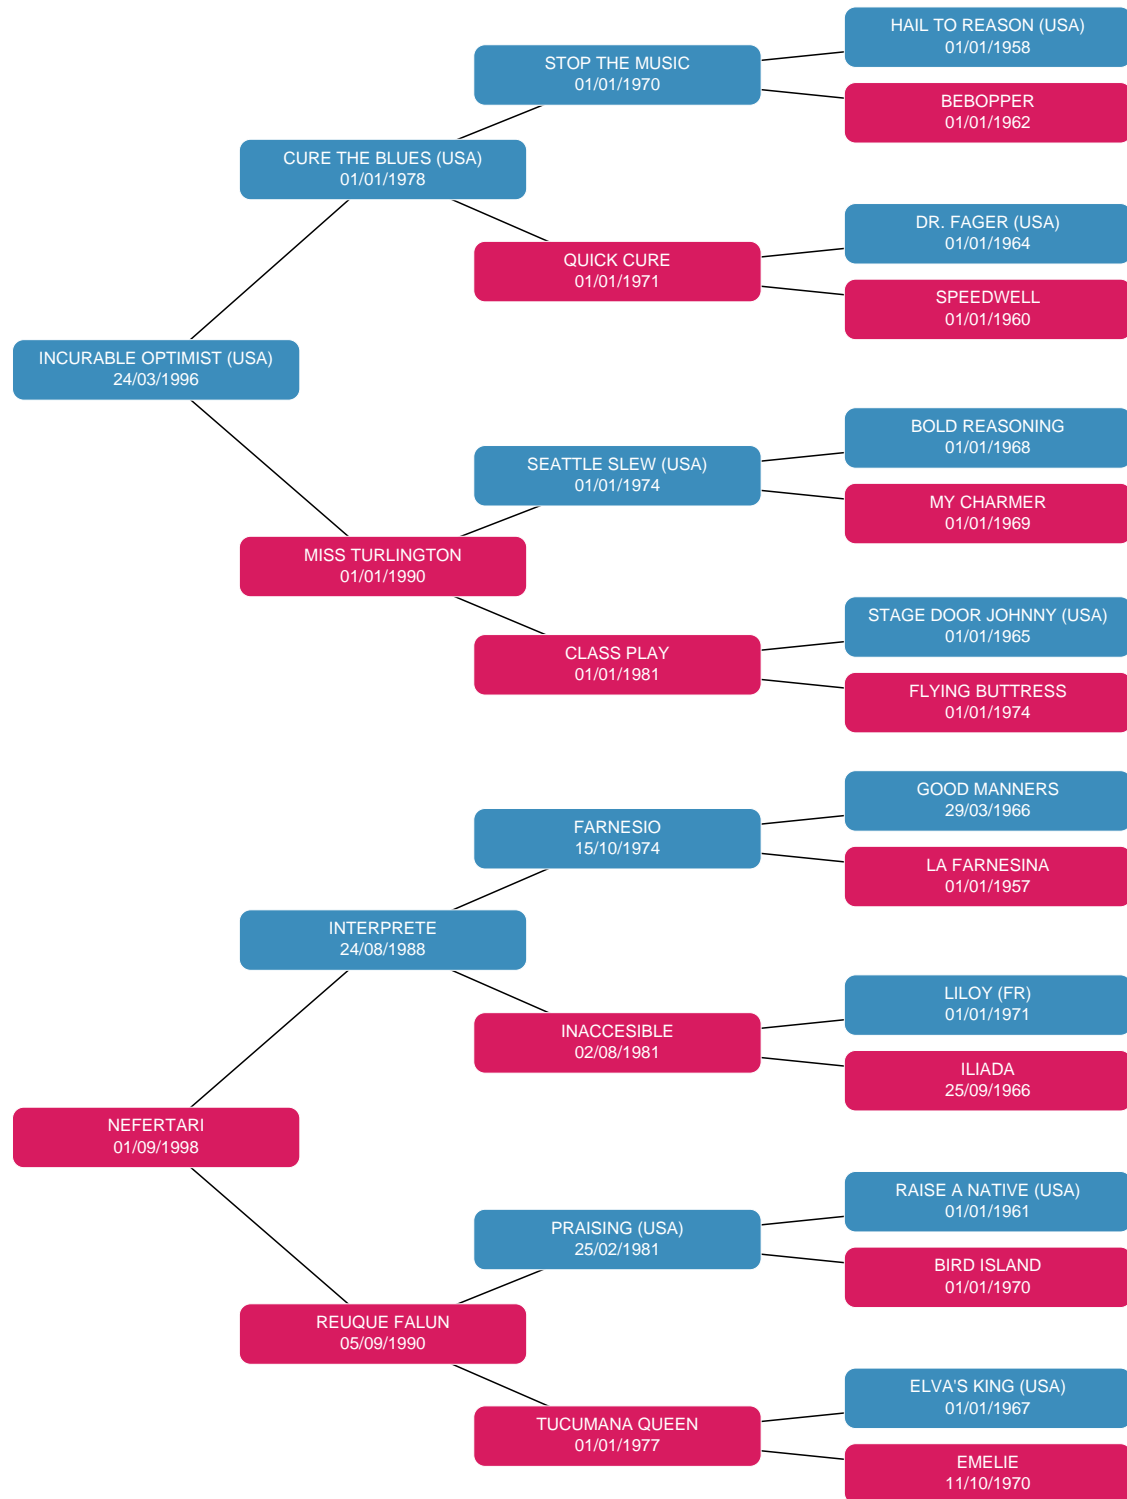 HAIL TO REASON (USA)
01/01/1958
STOP THE MUSIC
01/01/1970
BEBOPPER
01/01/1962
CURE THE BLUES (USA)
01/01/1978
DR. FAGER (USA)
01/01/1964
QUICK CURE
01/01/1971
SPEEDWELL
01/01/1960
INCURABLE OPTIMIST (USA)
24/03/1996
BOLD REASONING
01/01/1968
SEATTLE SLEW (USA)
01/01/1974
MY CHARMER
01/01/1969
MISS TURLINGTON
01/01/1990
STAGE DOOR JOHNNY (USA)
01/01/1965
CLASS PLAY
01/01/1981
FLYING BUTTRESS
01/01/1974
GOOD MANNERS
29/03/1966
FARNESIO
15/10/1974
LA FARNESINA
01/01/1957
INTERPRETE
24/08/1988
LILOY (FR)
01/01/1971
INACCESIBLE
02/08/1981
ILIADA
25/09/1966
NEFERTARI
01/09/1998
RAISE A NATIVE (USA)
01/01/1961
PRAISING (USA)
25/02/1981
BIRD ISLAND
01/01/1970
REUQUE FALUN
05/09/1990
ELVA'S KING (USA)
01/01/1967
TUCUMANA QUEEN
01/01/1977
EMELIE
11/10/1970